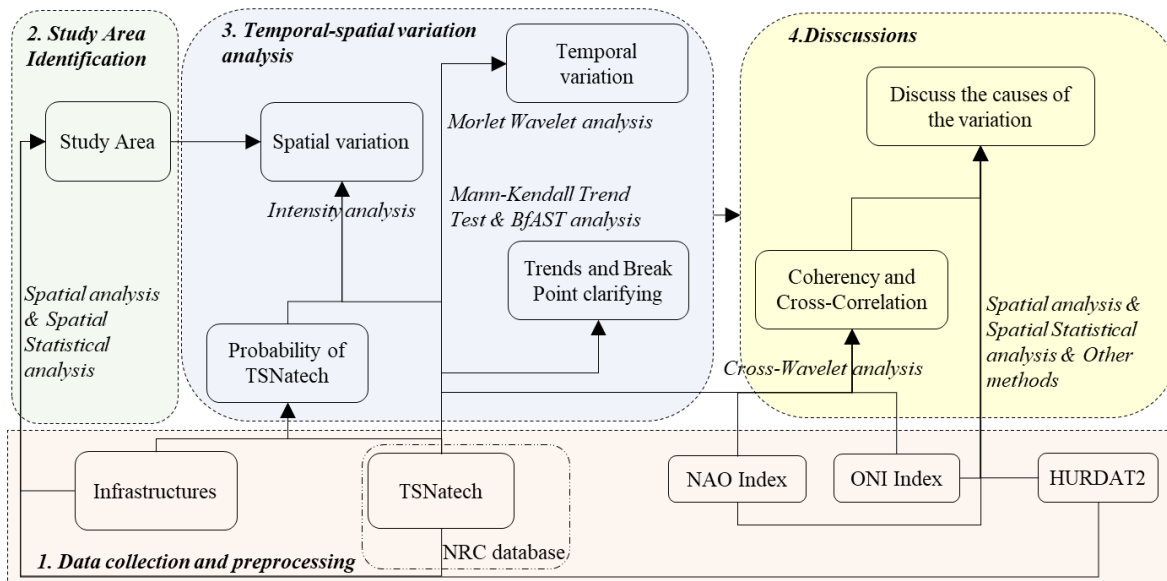 2. Study Area
Identification
Study Area
Spatial analysis
& Spatial
Statistical
analysis
3. Temporal-spatial variation
analysis
Temporal
variation
Morlet Wavelet analysis
Spatial variation
Intensity analysis
Mann-Kendall Trend
Test & BfAST analysis
Trends and Break
Point clarifying
Probability of
TSNatech
4.Disscussions
Discuss the causes of
the variation
Coherency and
Cross-Correlation
Cross-Wavelet analysis
Spatial analysis &
Spatial Statistical
analysis & Other
methods
Infrastructures
TSNatech
NRC database
NAO Index
ONI Index
HURDAT2
1. Data collection and preprocessing